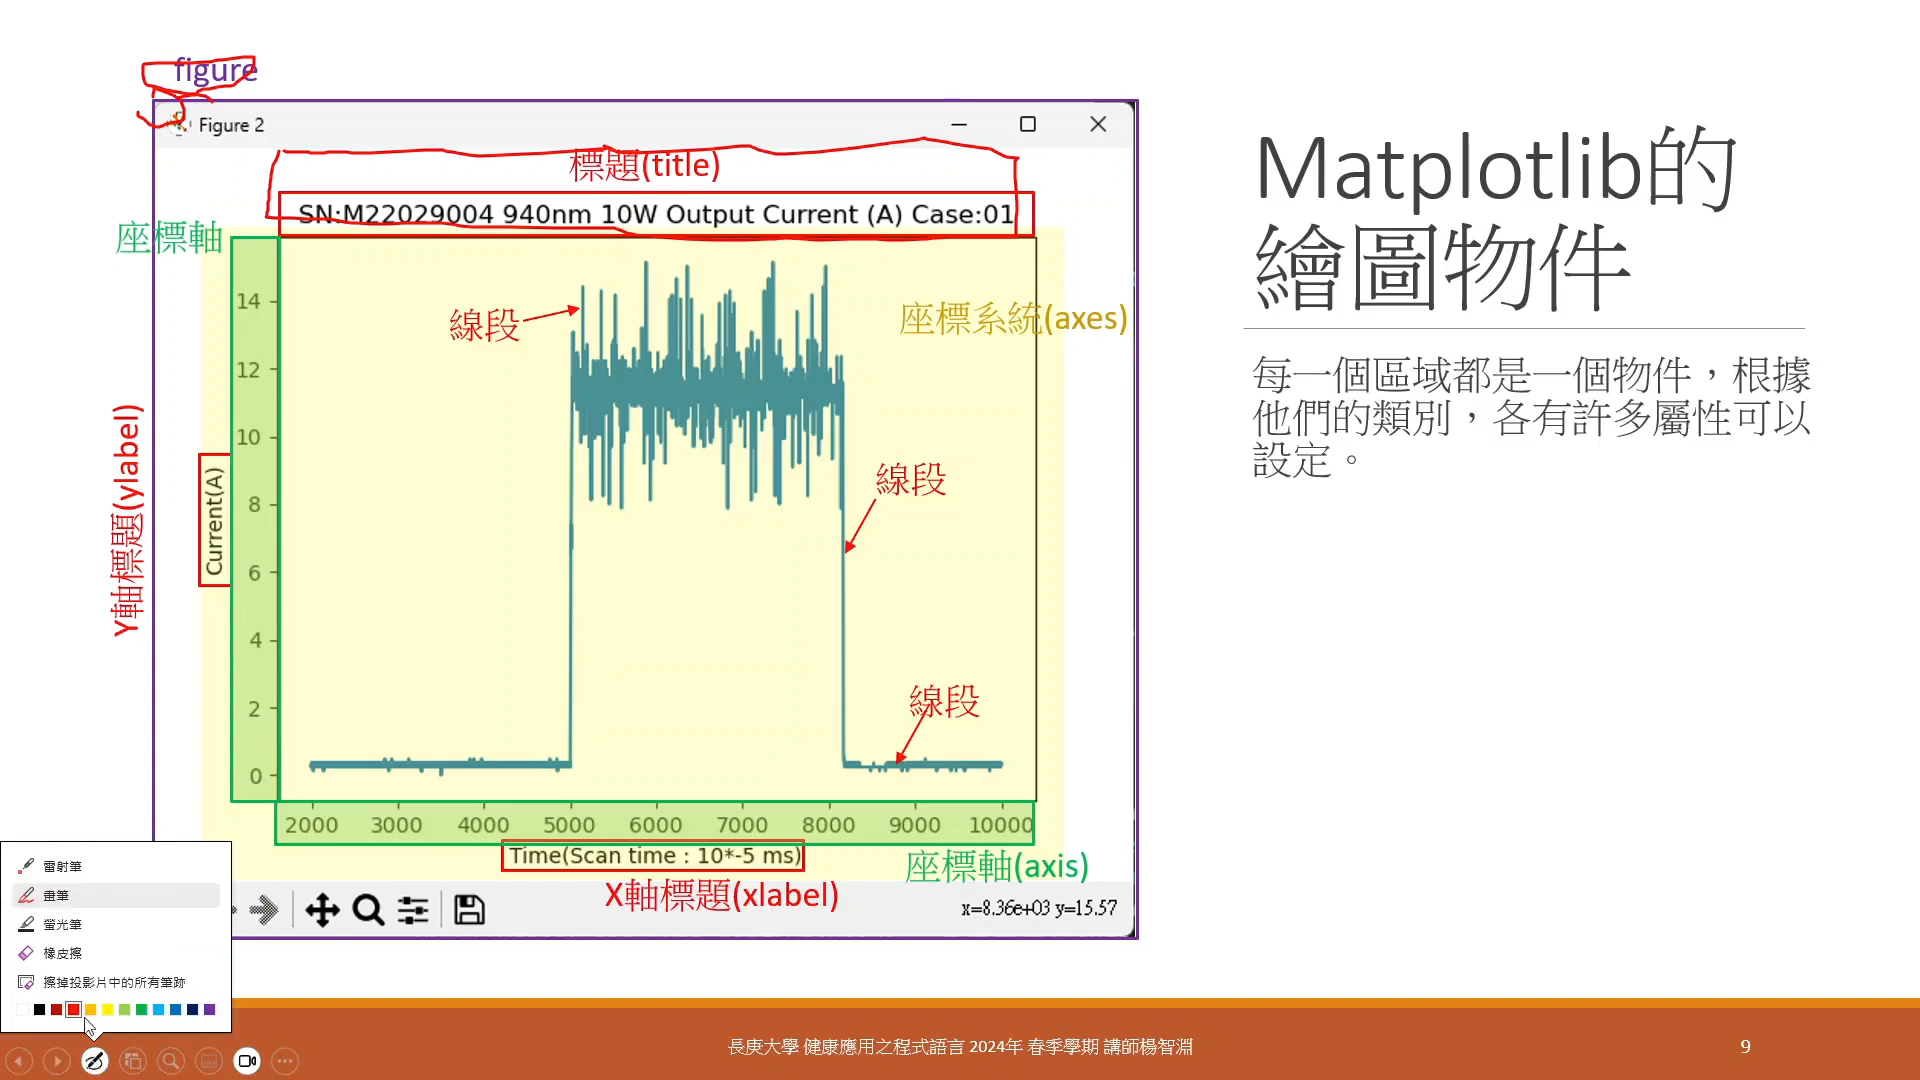 figure
Figure 2
標題(title)
SN:M22029004 940nm 10W Output Current (A) Case:01
座標軸
14
12
10
8
6
4
2
0
線段
座標系統(axes)
線段
線段
Y軸標題(ylabel)
Current(A)
2000 3000 4000 5000 6000 7000 8000 9000 10000
Time(Scan time : 10*-5 ms)
座標軸(axis)
X軸標題(xlabel)
x=8.36e+03 y=15.57
Matplotlib的
繪圖物件
每一個區域都是一個物件，根據
他們的類別，各有許多屬性可以
設定。
雷射筆
畫筆
螢光筆
橡皮擦
擦掉投影片中的所有筆跡
長庚大學 健康應用之程式語言 2024年 春季學期 講師楊智淵
9